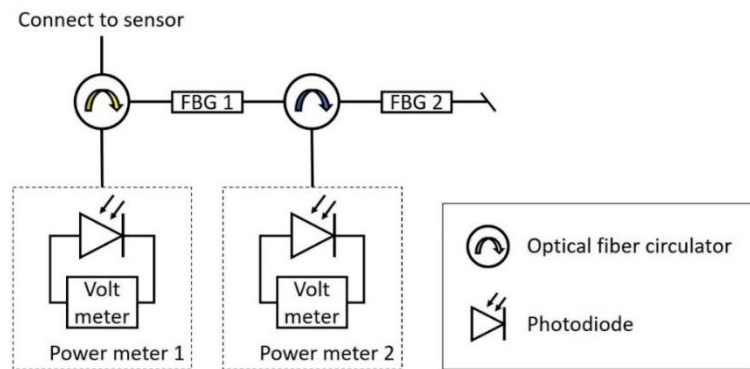 Connect to sensor
FBG 1
FBG 2
Volt
meter
Power meter 1
Volt
meter
Power meter 2
Optical fiber circulator
Photodiode